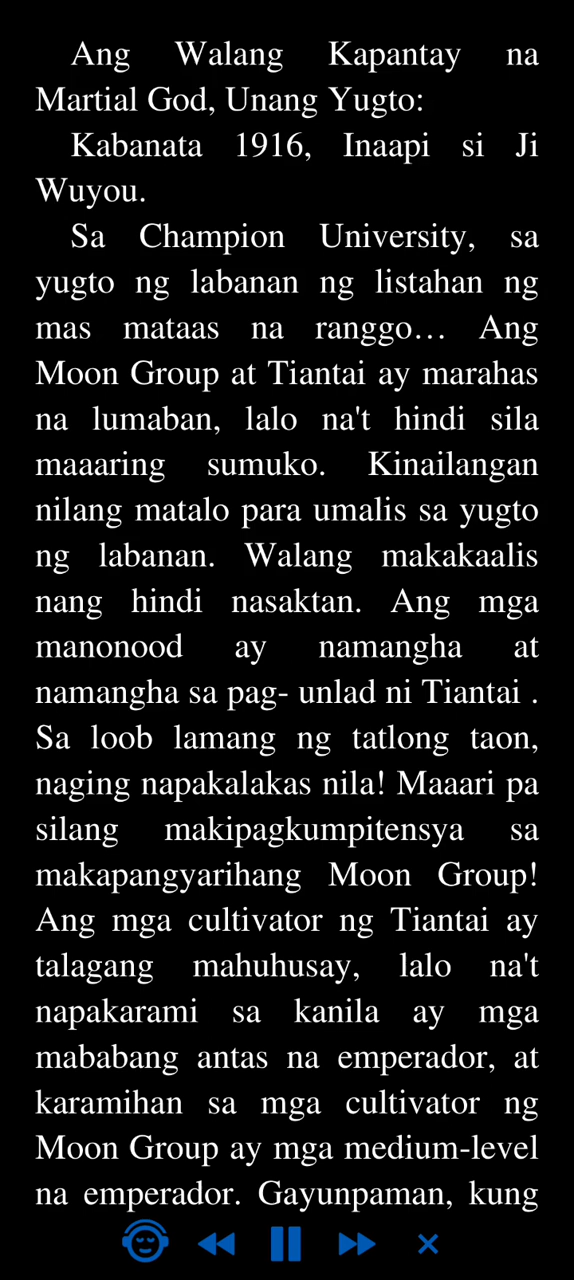 Ang Walang Kapantay na
Martial God, Unang Yugto:
Kabanata 1916, Inaapi si Ji
Wuyou.
Sa Champion University, sa
yugto ng labanan ng listahan ng
mas mataas na ranggo… Ang
Moon Group at Tiantai ay marahas
na lumaban, lalo na't hindi sila
maaaring sumuko. Kinailangan
nilang matalo para umalis sa yugto
ng labanan. Walang makakaalis
nang hindi nasaktan. Ang mga
manonood ay namangha at
namangha sa pag- unlad ni Tiantai .
Sa loob lamang ng tatlong taon,
naging napakalakas nila! Maaari pa
silang makipagkumpitensya sa
makapangyarihang Moon Group!
Ang mga cultivator ng Tiantai ay
talagang mahuhusay, lalo na't
napakarami sa kanila ay mga
mababang antas na emperador, at
karamihan sa mga cultivator ng
Moon Group ay mga medium-level
na emperador. Gayunpaman, kung